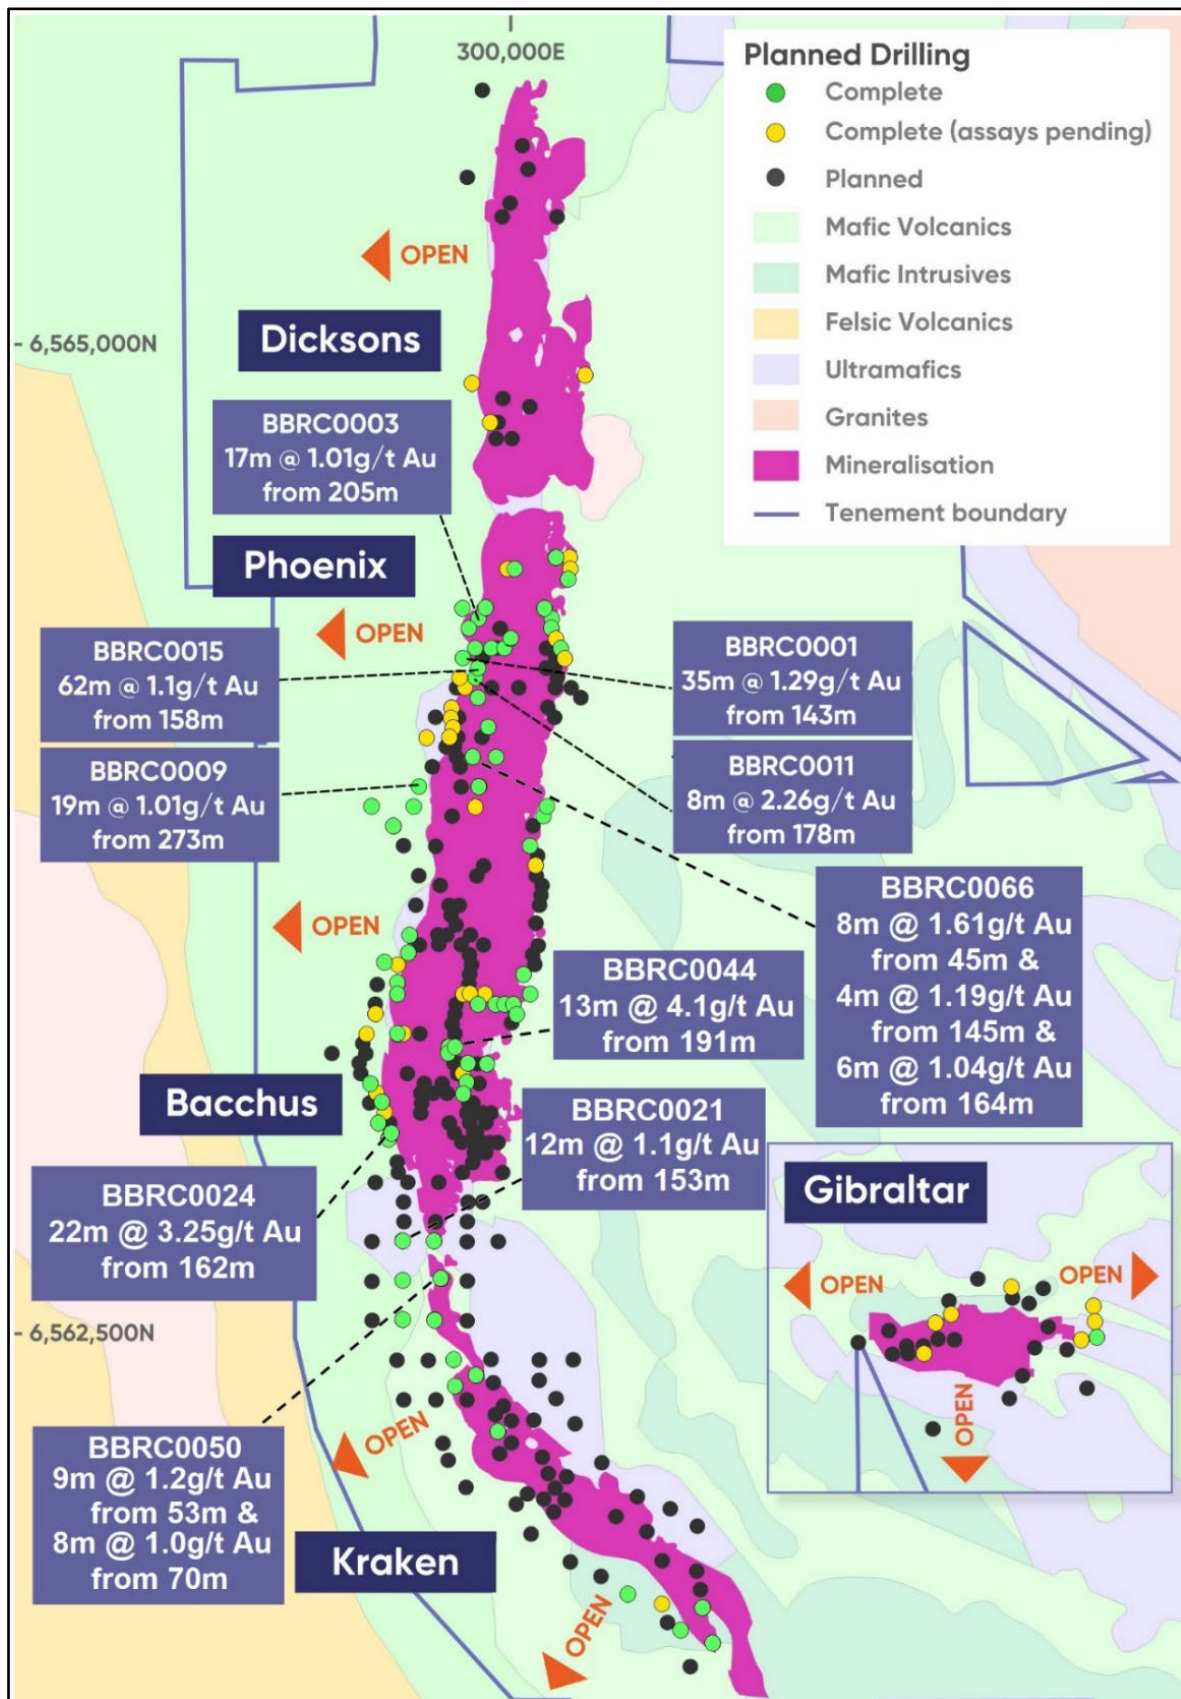 300,000E
Planned Drilling
Complete
Complete (assays pending)
Planned
Mafic Volcanics
Mafic Intrusives
Felsic Volcanics
Ultramafics
Granites
Mineralisation
Tenement boundary
OPEN
Dicksons
- 6,565,000N
BBRC0003
17m @ 1.01g/t Au
from 205m
Phoenix
OPEN
BBRC0015
62m @ 1.1g/t Au
from 158m
BBRC0001
35m @ 1.29g/t Au
from 143m
BBRC0009
19m @ 1.01g/t Au
from 273m
BBRC0011
8m @ 2.26g/t Au
from 178m
BBRC0066
8m @ 1.61g/t Au
from 45m &
4m @ 1.19g/t Au
from 145m &
6m @ 1.04g/t Au
from 164m
OPEN
BBRC0044
13m @ 4.1g/t Au
from 191m
Bacchus
BBRC0021
12m @ 1.1g/t Au
from 153m
BBRC0024
22m @ 3.25g/t Au
from 162m
Gibraltar
OPEN
OPEN
OPEN
- 6,562,500N
OPEN
BBRC0050
9m @ 1.2g/t Au
from 53m &
8m @ 1.0g/t Au
from 70m
Kraken
OPEN